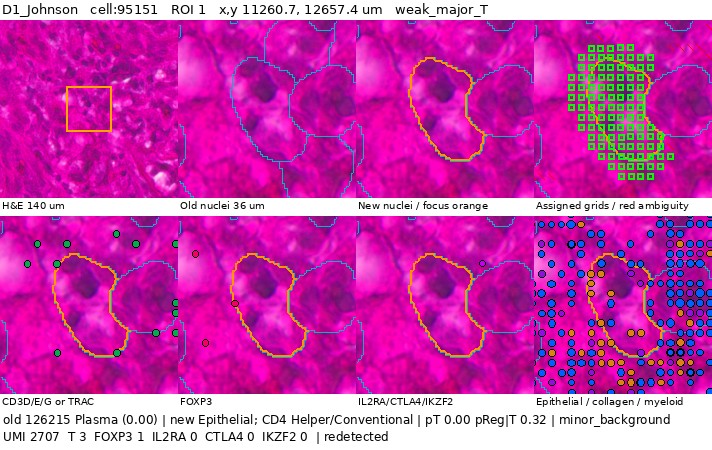 D1_Johnson cell:95151 ROI 1 x,y 11260.7, 12657.4 um weak_major_T
H&E 140 um
Old nuclei 36 um
New nuclei / focus orange
Assigned grids / red ambiguity
CD3D/E/G or TRAC
FOXP3
IL2RA/CTLA4/IKZF2
Epithelial / collagen / myeloid
old 126215 Plasma (0.00) | new Epithelial; CD4 Helper/Conventional | pT 0.00 pReg|T 0.32 | minor_background
UMI 2707 T 3 FOXP3 1 IL2RA 0 CTLA4 0 IKZF2 0 | redetected